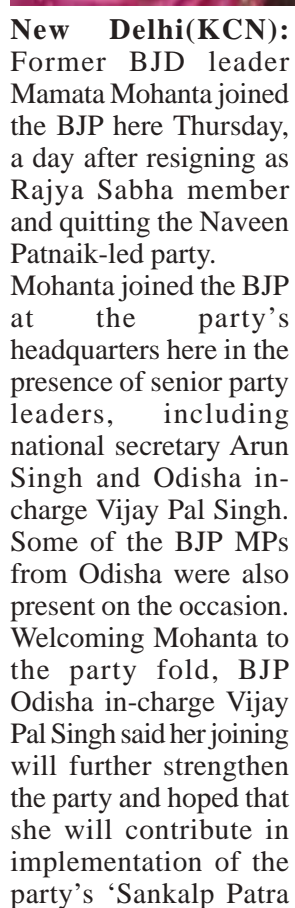 New Delhi(KCN):
Former BJD leader
Mamata Mohanta joined
the BJP here Thursday,
a day after resigning as
Rajya Sabha member
and quitting the Naveen
Patnaik-led party.
Mohanta joined the BJP
at the party's
headquarters here in the
presence of senior party
leaders, including
national secretary Arun
Singh and Odisha in-
charge Vijay Pal Singh.
Some of the BJP MPs
from Odisha were also
present on the occasion.
Welcoming Mohanta to
the party fold, BJP
Odisha in-charge Vijay
Pal Singh said her joining
will further strengthen
the party and hoped that
she will contribute in
implementation of the
party's ‘Sankalp Patra